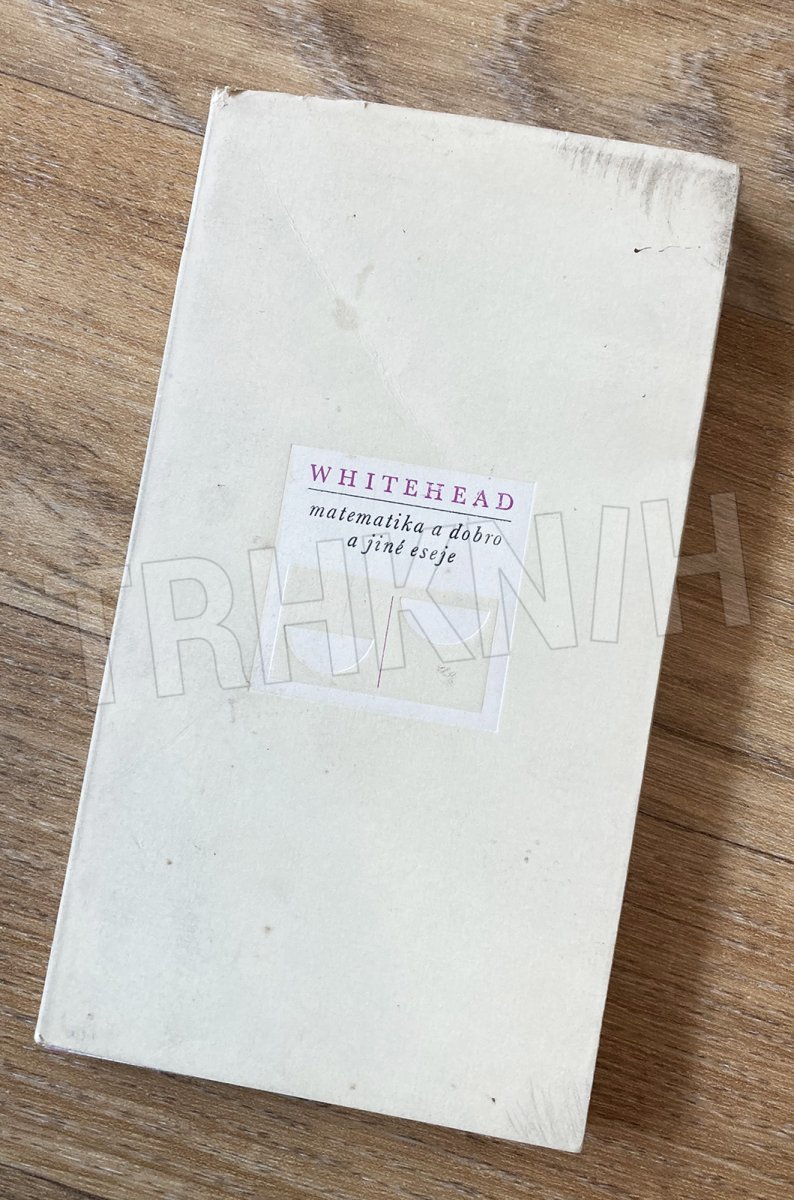 WHITEHEAD
matematika a dobro
a jiné eseje
TRHKNIH